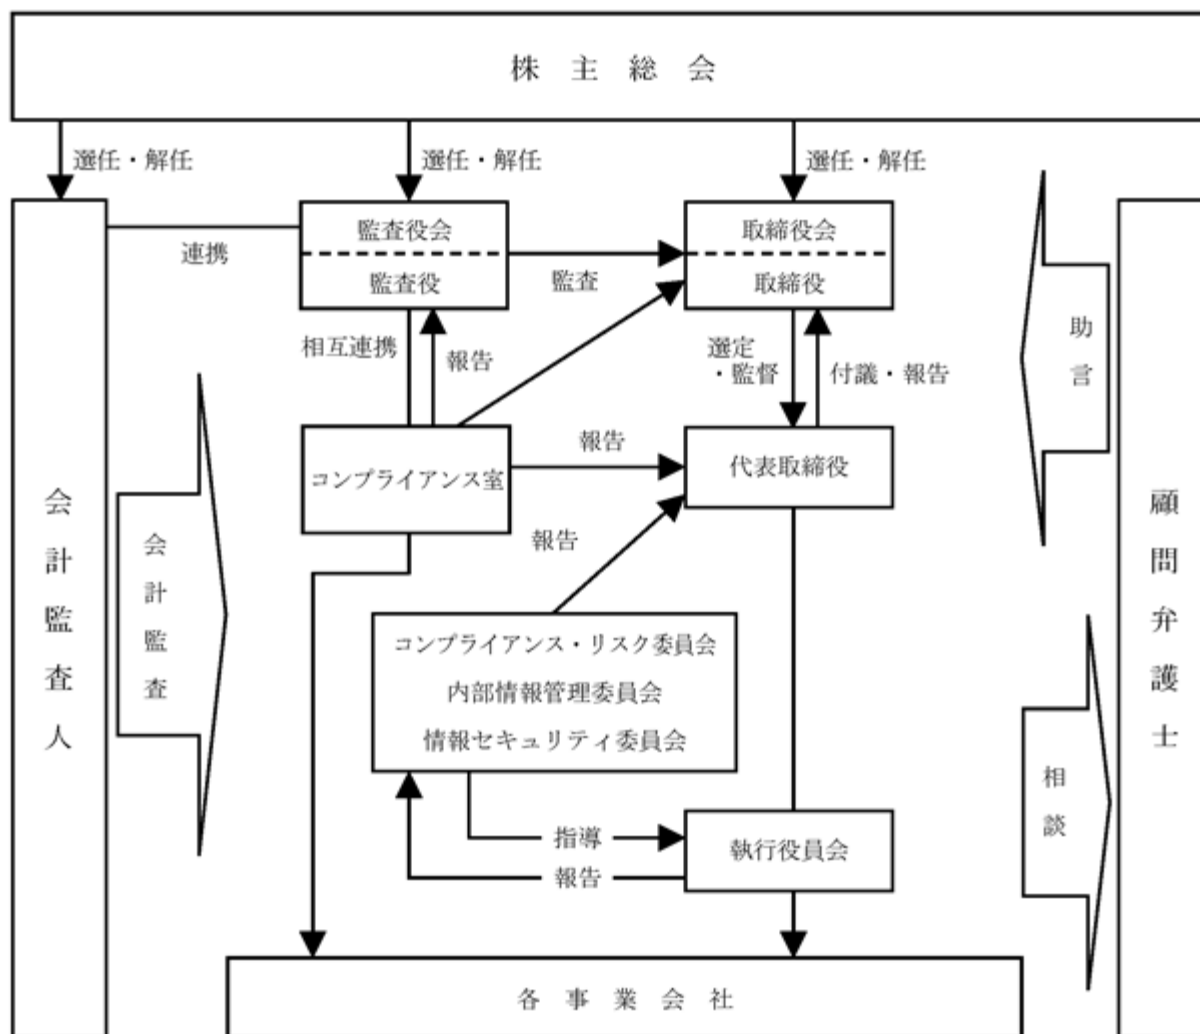 株主総会
選任・解任
選任・解任
選任・解任
監査役会
監査役
取締役会
取締役
連携
監査
相互連携
報告
選定
・監督
付議・報告
助言
コンプライアンス室
報告
代表取締役
報告
会計監査人
会計監査
顧問弁護士
コンプライアンス・リスク委員会
内部情報管理委員会
情報セキュリティ委員会
相談
指導
報告
執行役員会
各事業会社